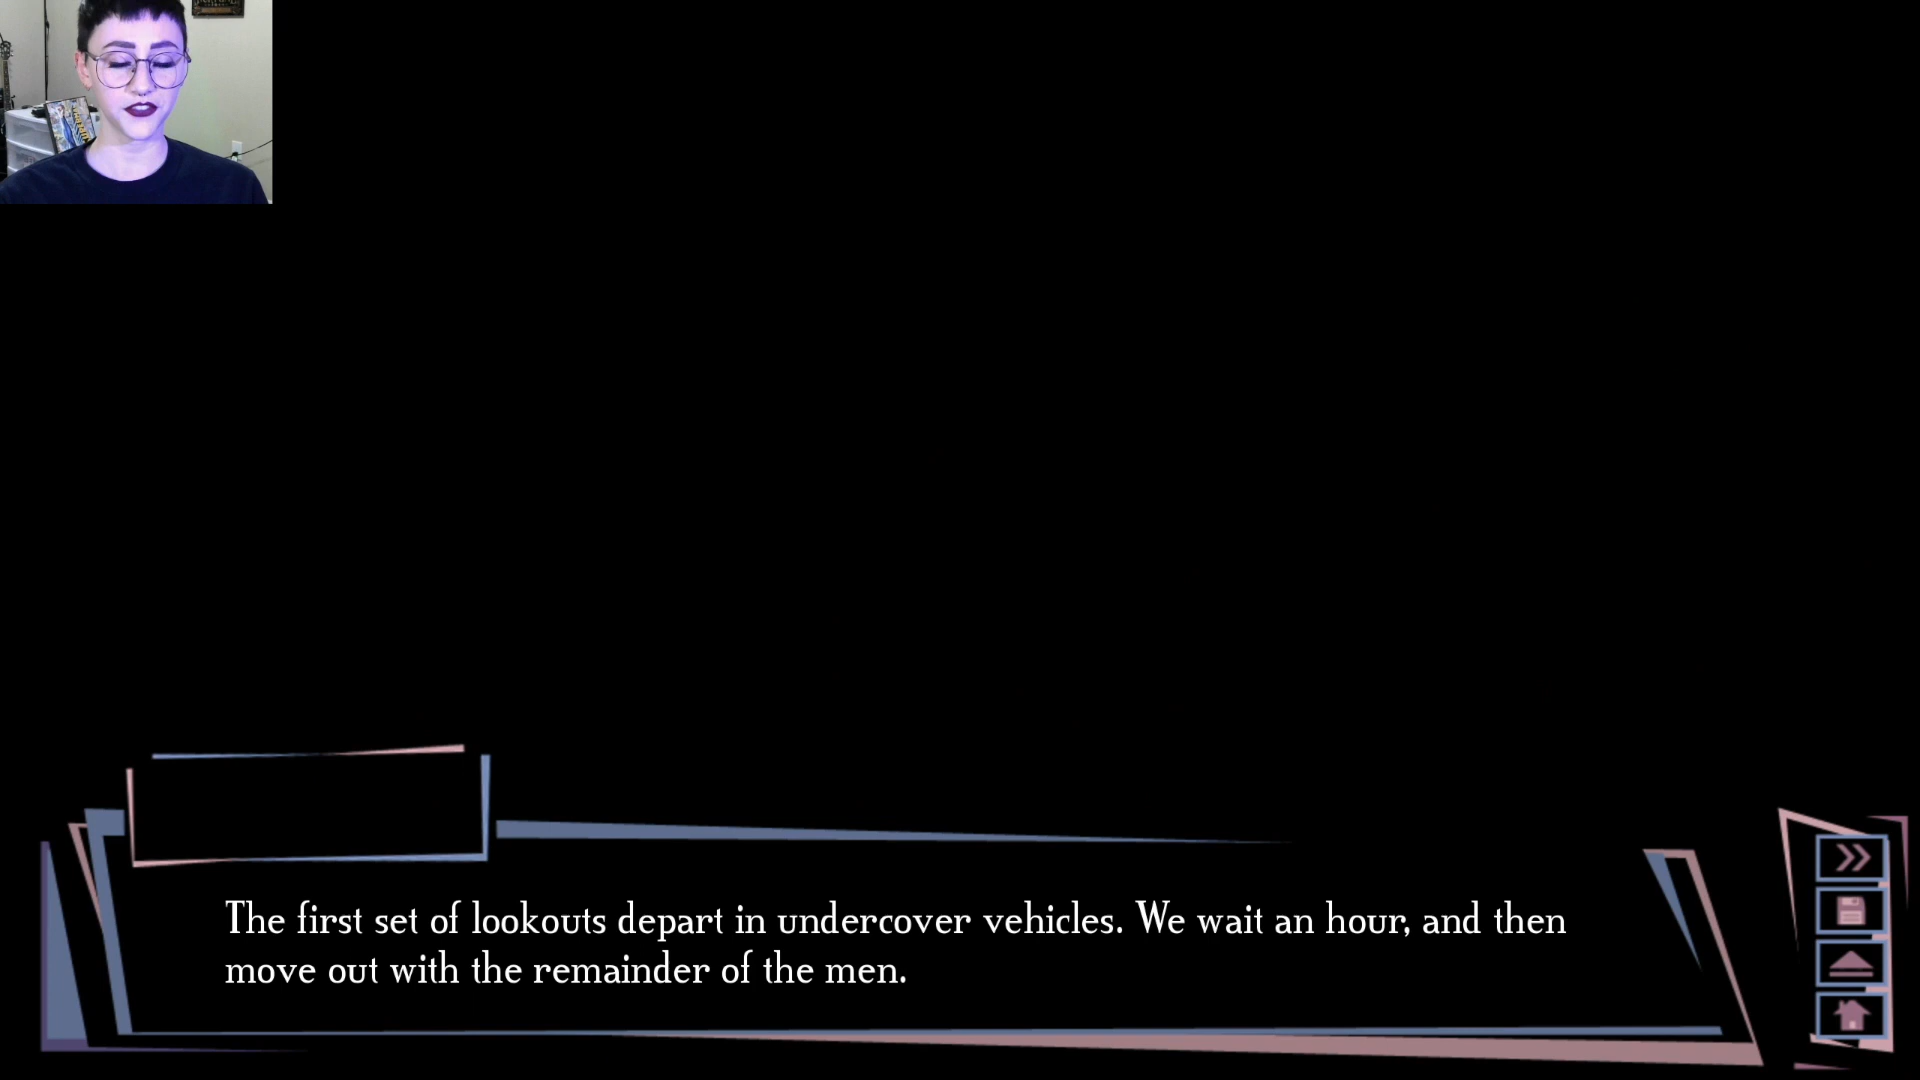 The first set of lookouts depart in undercover vehicles. We wait an hour, and then
move out with the remainder of the men.